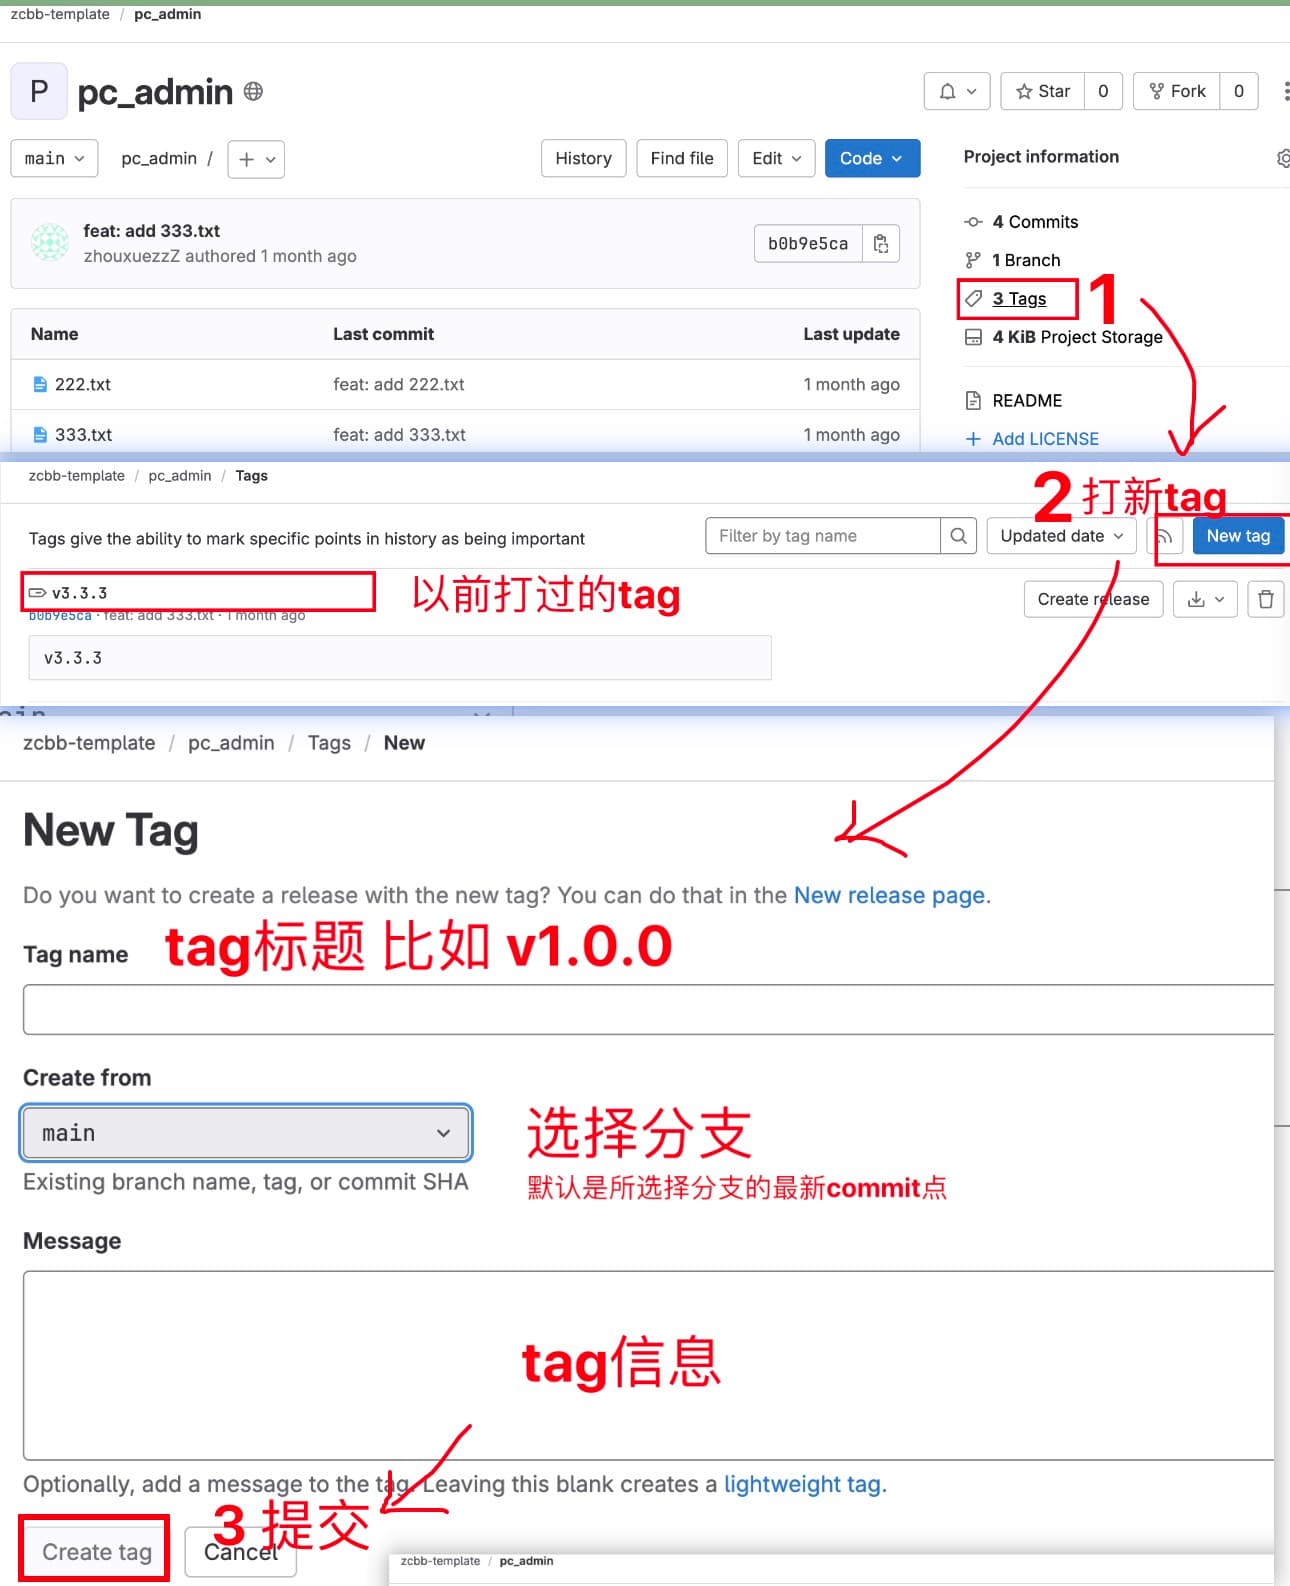 zcbb-template / pc_admin
P pc_admin
Star 0 Fork 0
main pc_admin / + History Find file Edit Code
Project information
feat: add 333.txt
zhouxuezzZ authored 1 month ago
b0b9e5ca
4 Commits
1 Branch
3 Tags 1
4 KiB Project Storage
README
+ Add LICENSE
Name Last commit Last update
222.txt feat: add 222.txt 1 month ago
333.txt feat: add 333.txt 1 month ago
zcbb-template / pc_admin / Tags
2 打新tag
Tags give the ability to mark specific points in history as being important
Filter by tag name Updated date New tag
v3.3.3 以前打过的tag
b0b9e5ca · feat: add 333.txt · 1 month ago
Create release
v3.3.3
zcbb-template / pc_admin / Tags / New
New Tag
Do you want to create a release with the new tag? You can do that in the New release page.
Tag name tag标题 比如 v1.0.0
Create from
main 选择分支
Existing branch name, tag, or commit SHA 默认是所选择分支的最新commit点
Message
tag信息
Optionally, add a message to the tag. Leaving this blank creates a lightweight tag.
3 提交
Create tag Cancel
zcbb-template / pc_admin